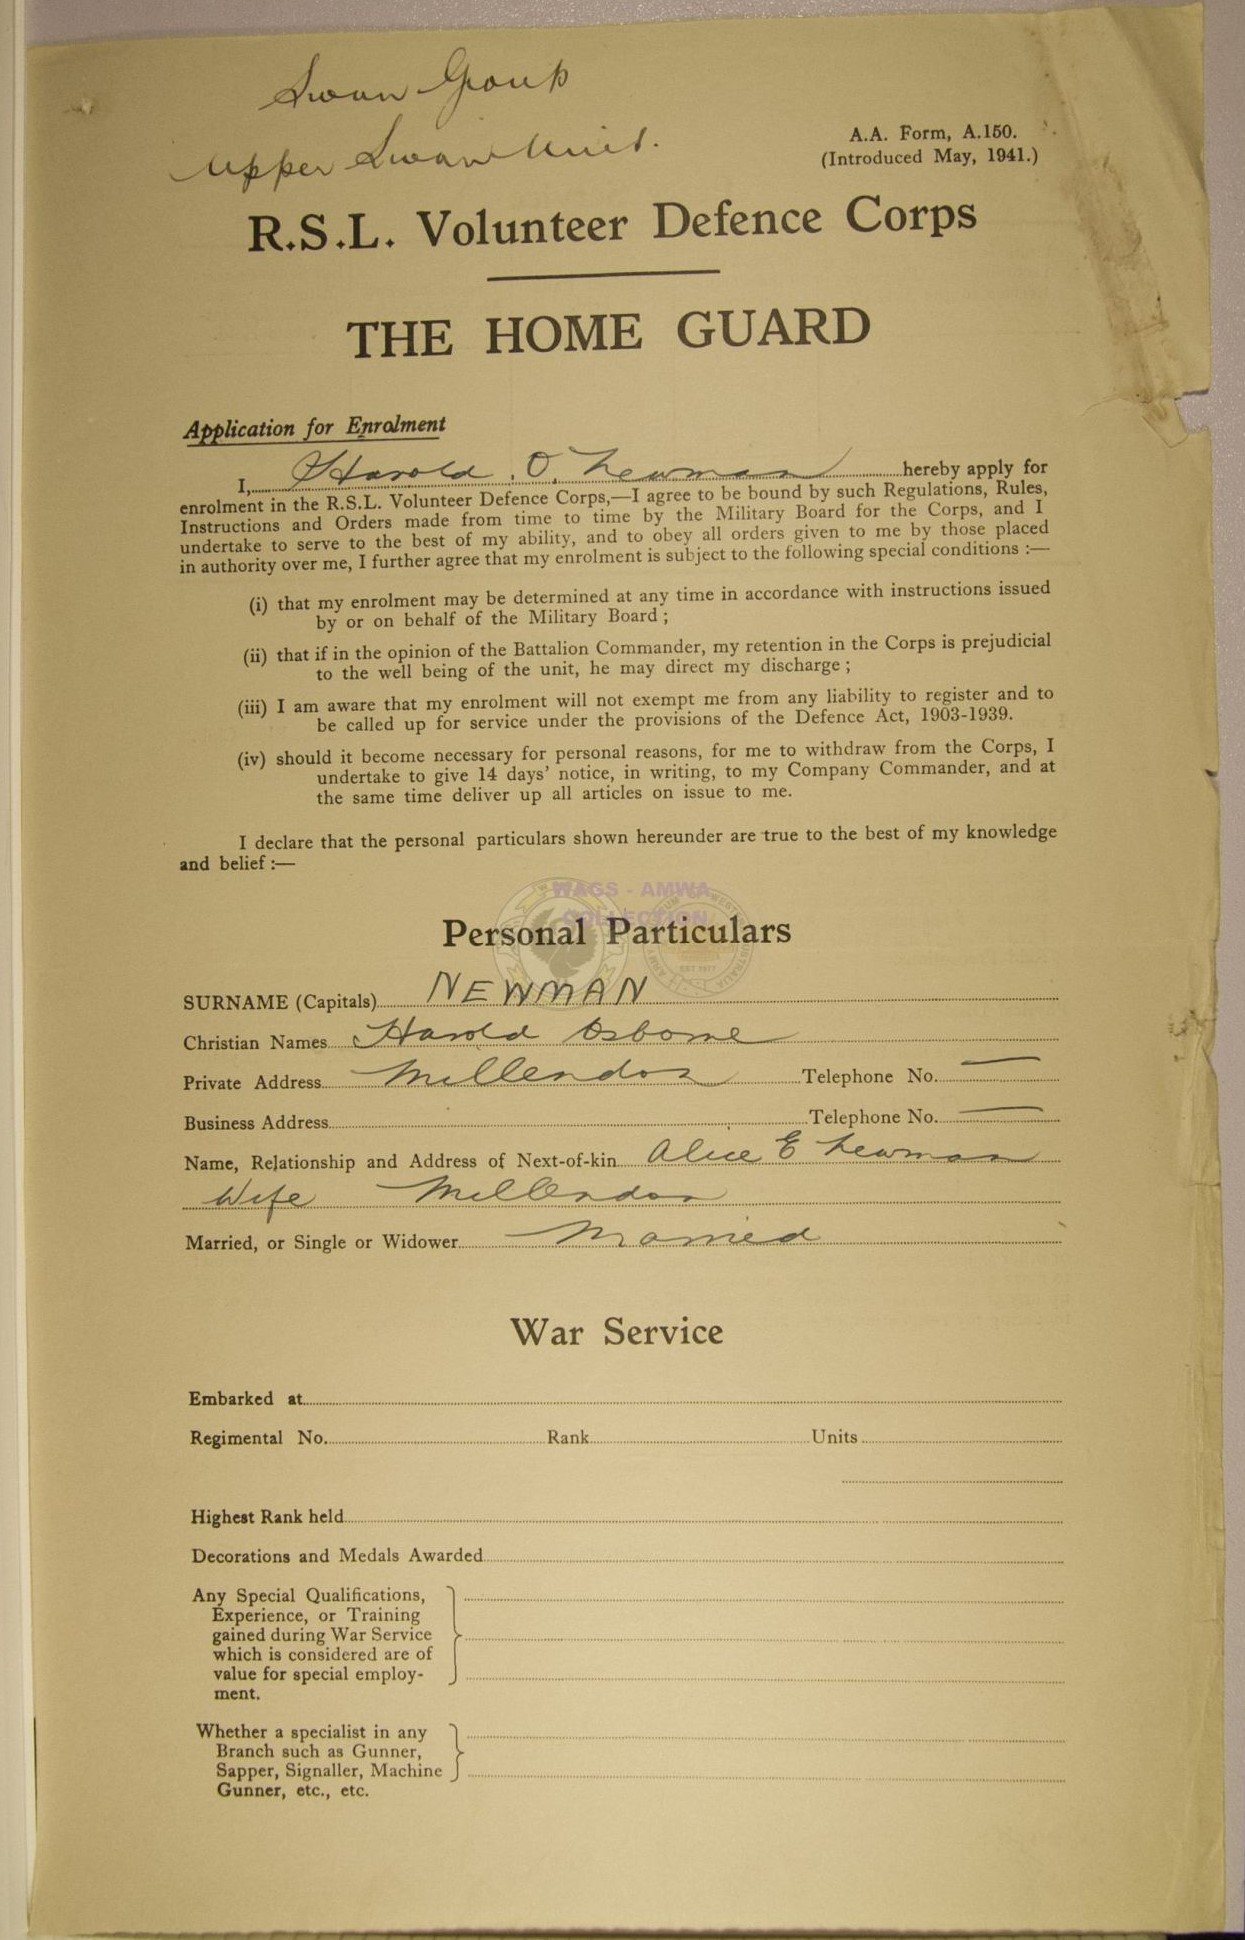 Swan Group
Upper Swan Unit.
A.A. Form, A.150.
(Introduced May, 1941.)
R.S.L. Volunteer Defence Corps
THE HOME GUARD
Application for Enrolment
I, Harold . O. Newman hereby apply for
enrolment in the R.S.L. Volunteer Defence Corps,—I agree to be bound by such Regulations, Rules,
Instructions and Orders made from time to time by the Military Board for the Corps, and I
undertake to serve to the best of my ability, and to obey all orders given to me by those placed
in authority over me, I further agree that my enrolment is subject to the following special conditions :—
(i) that my enrolment may be determined at any time in accordance with instructions issued
by or on behalf of the Military Board ;
(ii) that if in the opinion of the Battalion Commander, my retention in the Corps is prejudicial
to the well being of the unit, he may direct my discharge ;
(iii) I am aware that my enrolment will not exempt me from any liability to register and to
be called up for service under the provisions of the Defence Act, 1903-1939.
(iv) should it become necessary for personal reasons, for me to withdraw from the Corps, I
undertake to give 14 days' notice, in writing, to my Company Commander, and at
the same time deliver up all articles on issue to me.
I declare that the personal particulars shown hereunder are true to the best of my knowledge
and belief :—
WAGS - AMWA
COLLECTION
Personal Particulars
SURNAME (Capitals) NEWMAN
Christian Names Harold Osborne
Private Address Millendon Telephone No. —
Business Address Telephone No. —
Name, Relationship and Address of Next-of-kin Alice E Newman
Wife Millendon
Married, or Single or Widower Married
War Service
Embarked at
Regimental No. Rank Units
Highest Rank held
Decorations and Medals Awarded
Any Special Qualifications,
Experience, or Training
gained during War Service
which is considered are of
value for special employ-
ment.
Whether a specialist in any
Branch such as Gunner,
Sapper, Signaller, Machine
Gunner, etc., etc.